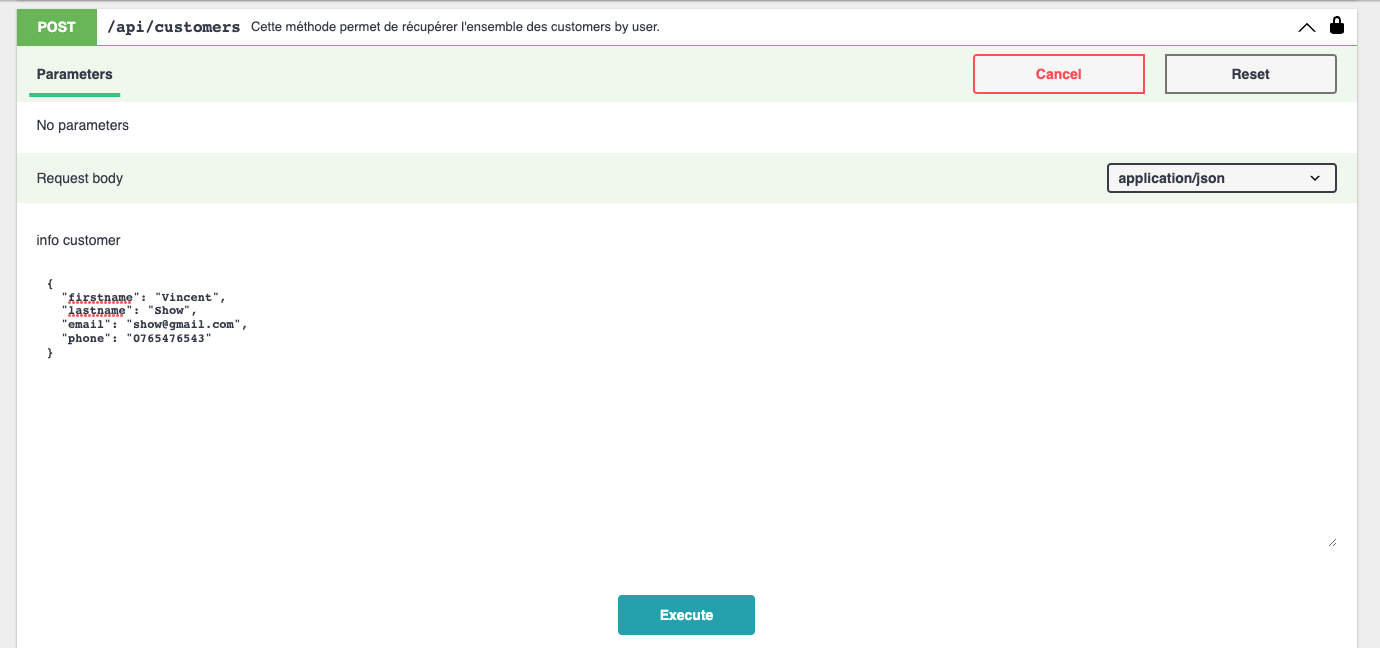 POST /api/customers Cette méthode permet de récupérer l'ensemble des customers by user.
Parameters Cancel Reset
No parameters
Request body application/json
info customer
{
"firstname": "Vincent",
"lastname": "Show",
"email": "show@gmail.com",
"phone": "0765476543"
}
Execute